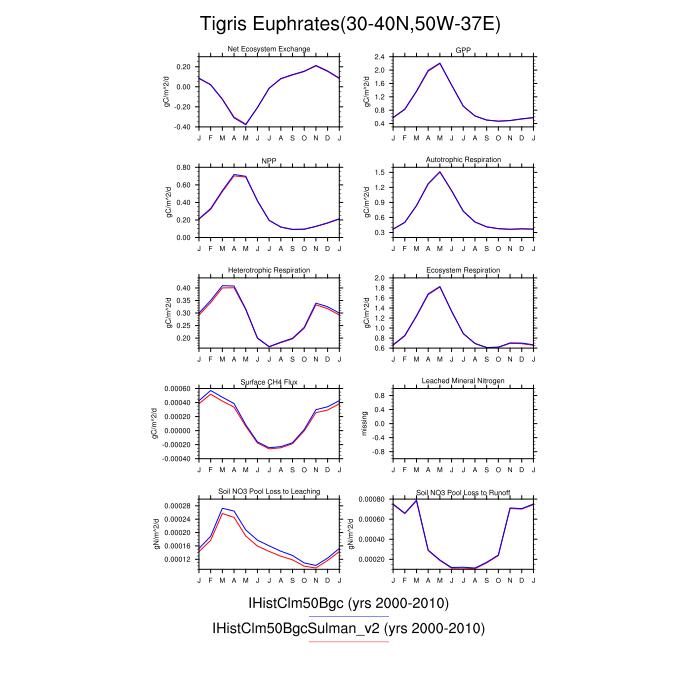 Tigris Euphrates(30-40N,50W-37E)
Net Ecosystem Exchange
GPP
gC/m^2/d
0.20
0.00
-0.20
-0.40
J F M A M J J A S O N D J
gC/m^2/d
2.4
2.0
1.6
1.2
0.8
0.4
J F M A M J J A S O N D J
NPP
Autotrophic Respiration
gC/m^2/d
0.80
0.60
0.40
0.20
0.00
J F M A M J J A S O N D J
gC/m^2/d
1.5
1.2
0.9
0.6
0.3
J F M A M J J A S O N D J
Heterotrophic Respiration
Ecosystem Respiration
gC/m^2/d
0.40
0.35
0.30
0.25
0.20
J F M A M J J A S O N D J
gC/m^2/d
2.0
1.8
1.6
1.4
1.2
1.0
0.8
0.6
J F M A M J J A S O N D J
Surface CH4 Flux
Leached Mineral Nitrogen
gC/m^2/d
0.00060
0.00040
0.00020
0.00000
-0.00020
-0.00040
J F M A M J J A S O N D J
missing
0.8
0.4
0.0
-0.4
-0.8
J F M A M J J A S O N D J
Soil NO3 Pool Loss to Leaching
Soil NO3 Pool Loss to Runoff
gN/m^2/d
0.00028
0.00024
0.00020
0.00016
0.00012
J F M A M J J A S O N D J
gN/m^2/d
0.00080
0.00060
0.00040
0.00020
J F M A M J J A S O N D J
IHistClm50Bgc (yrs 2000-2010)
IHistClm50BgcSulman_v2 (yrs 2000-2010)